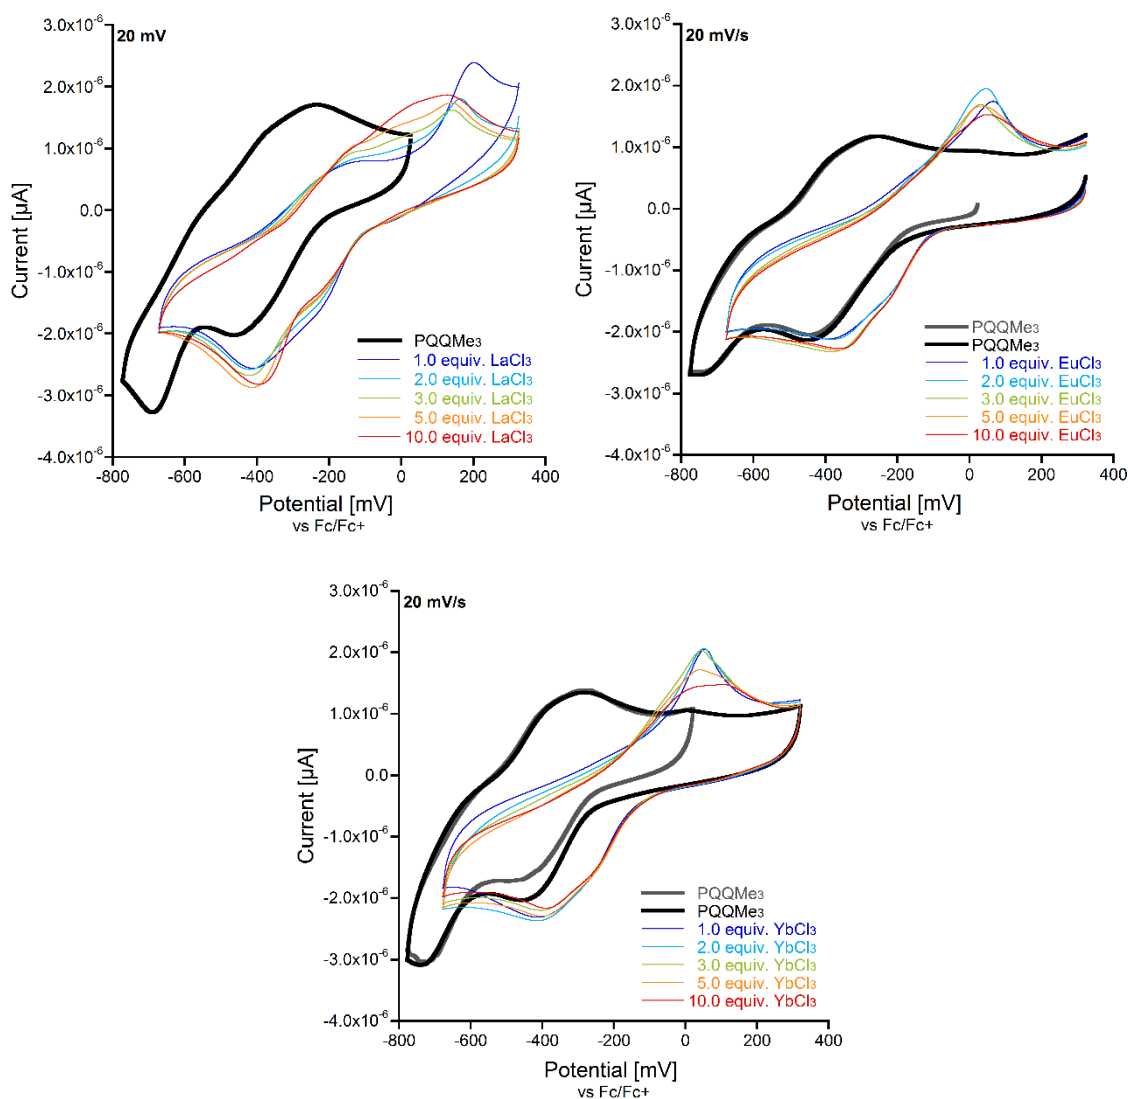 20 mV
3.0x10-6
2.0x10-6
1.0x10-6
0.0
-1.0x10-6
-2.0x10-6
-3.0x10-6
-4.0x10-6
Current [µA]
PQQMe3
1.0 equiv. LaCl3
2.0 equiv. LaCl3
3.0 equiv. LaCl3
5.0 equiv. LaCl3
10.0 equiv. LaCl3
-800 -600 -400 -200 0 200 400
Potential [mV]
vs Fc/Fc+
20 mV/s
3.0x10-6
2.0x10-6
1.0x10-6
0.0
-1.0x10-6
-2.0x10-6
-3.0x10-6
-4.0x10-6
Current [µA]
PQQMe3
PQQMe3
1.0 equiv. EuCl3
2.0 equiv. EuCl3
3.0 equiv. EuCl3
5.0 equiv. EuCl3
10.0 equiv. EuCl3
-800 -600 -400 -200 0 200 400
Potential [mV]
vs Fc/Fc+
20 mV/s
3.0x10-6
2.0x10-6
1.0x10-6
0.0
-1.0x10-6
-2.0x10-6
-3.0x10-6
-4.0x10-6
Current [µA]
PQQMe3
PQQMe3
1.0 equiv. YbCl3
2.0 equiv. YbCl3
3.0 equiv. YbCl3
5.0 equiv. YbCl3
10.0 equiv. YbCl3
-800 -600 -400 -200 0 200 400
Potential [mV]
vs Fc/Fc+